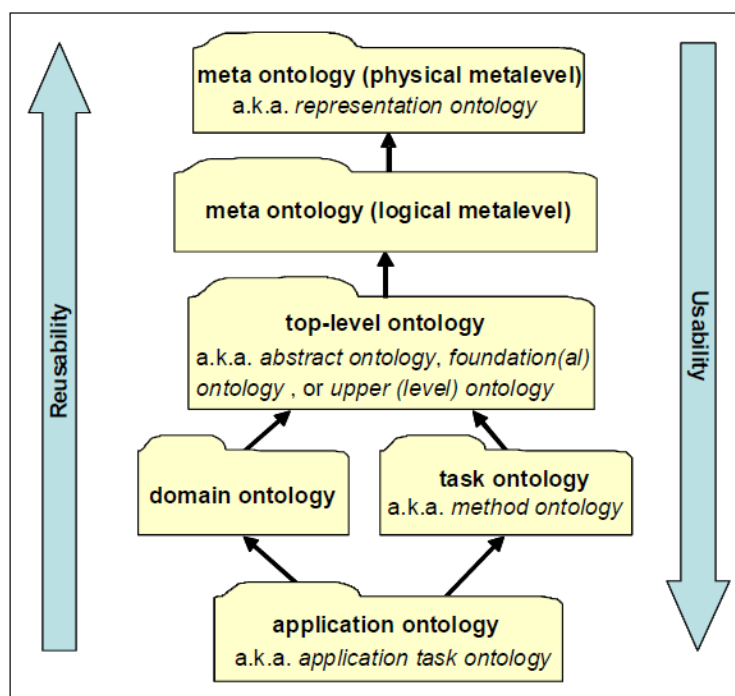 meta ontology (physical metalevel)
a.k.a. representation ontology
meta ontology (logical metalevel)
top-level ontology
a.k.a. abstract ontology, foundation(al)
ontology , or upper (level) ontology
domain ontology
task ontology
a.k.a. method ontology
application ontology
a.k.a. application task ontology
Reusability
Usability